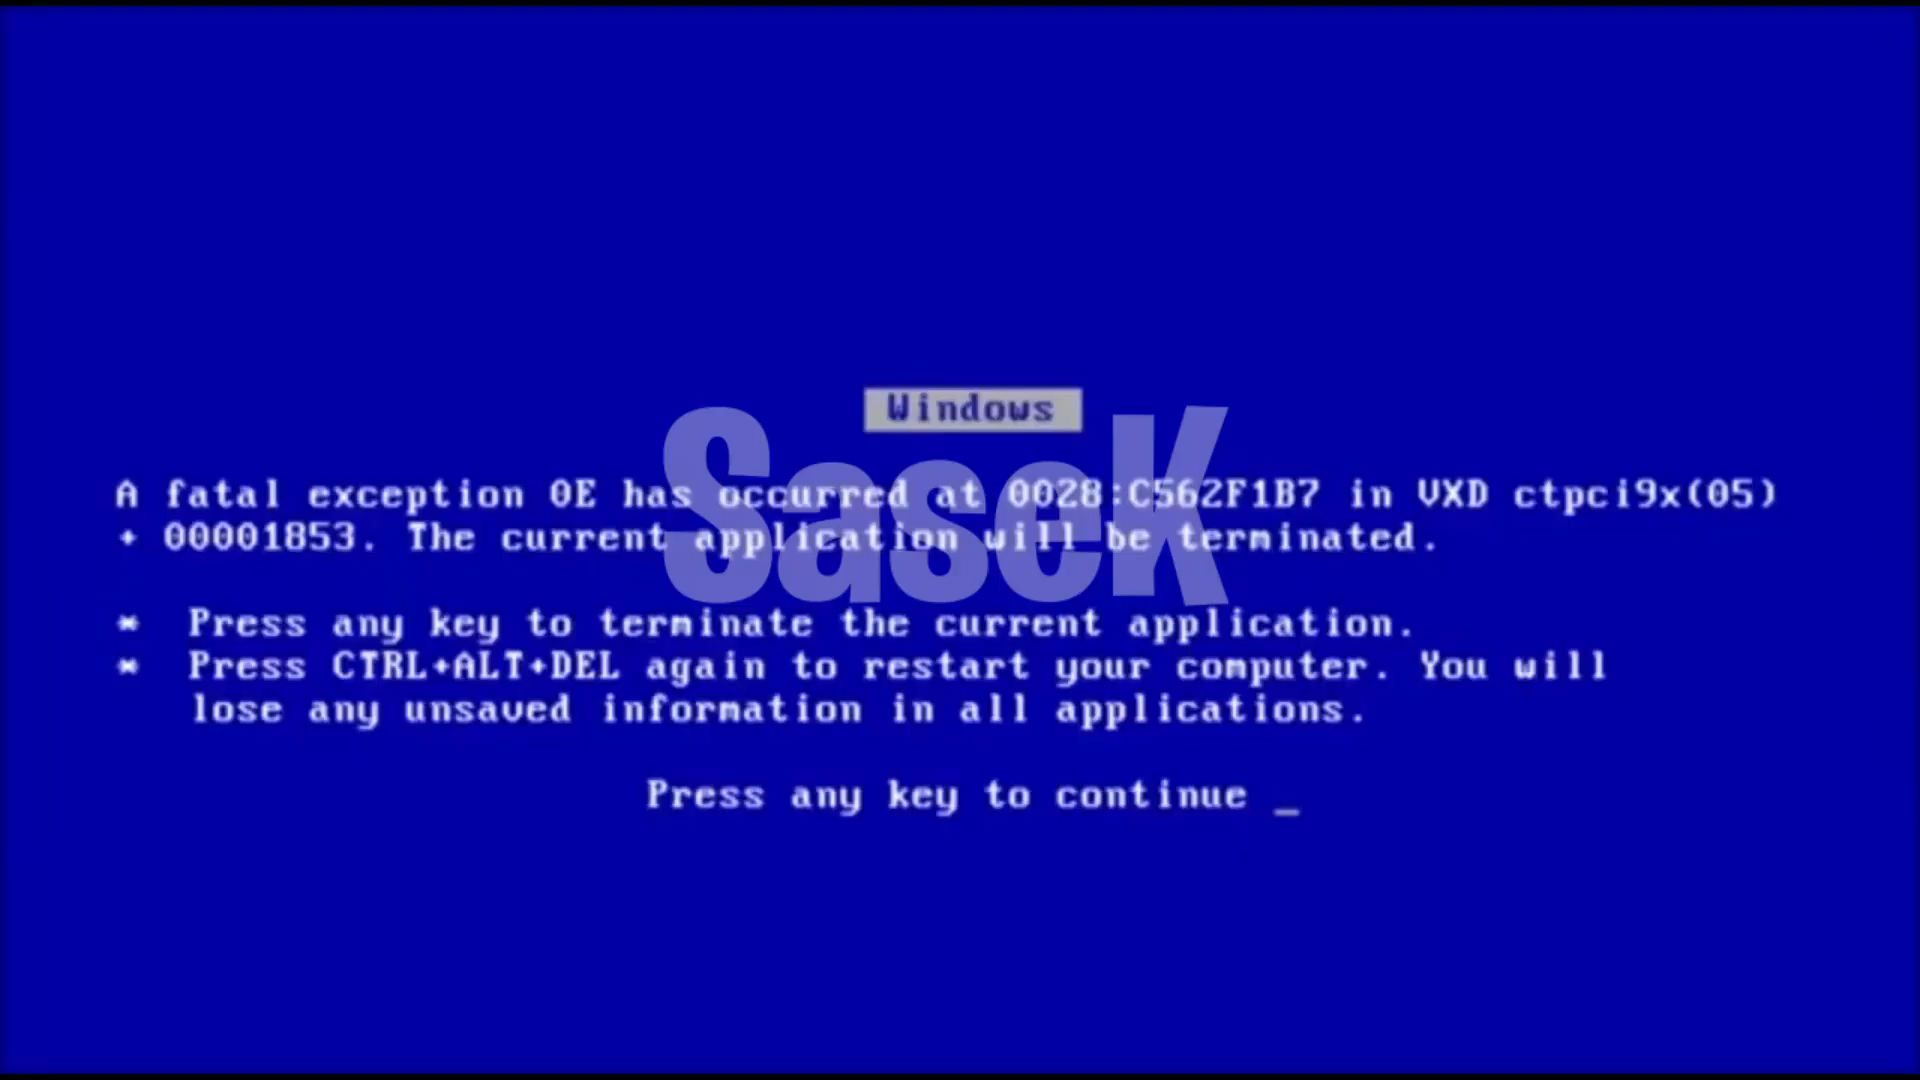 Windows
SaseK
A fatal exception 0E has occurred at 0028:C562F1B7 in VXD ctpci9x(05)
+ 00001853. The current application will be terminated.
* Press any key to terminate the current application.
* Press CTRL+ALT+DEL again to restart your computer. You will
lose any unsaved information in all applications.
Press any key to continue _